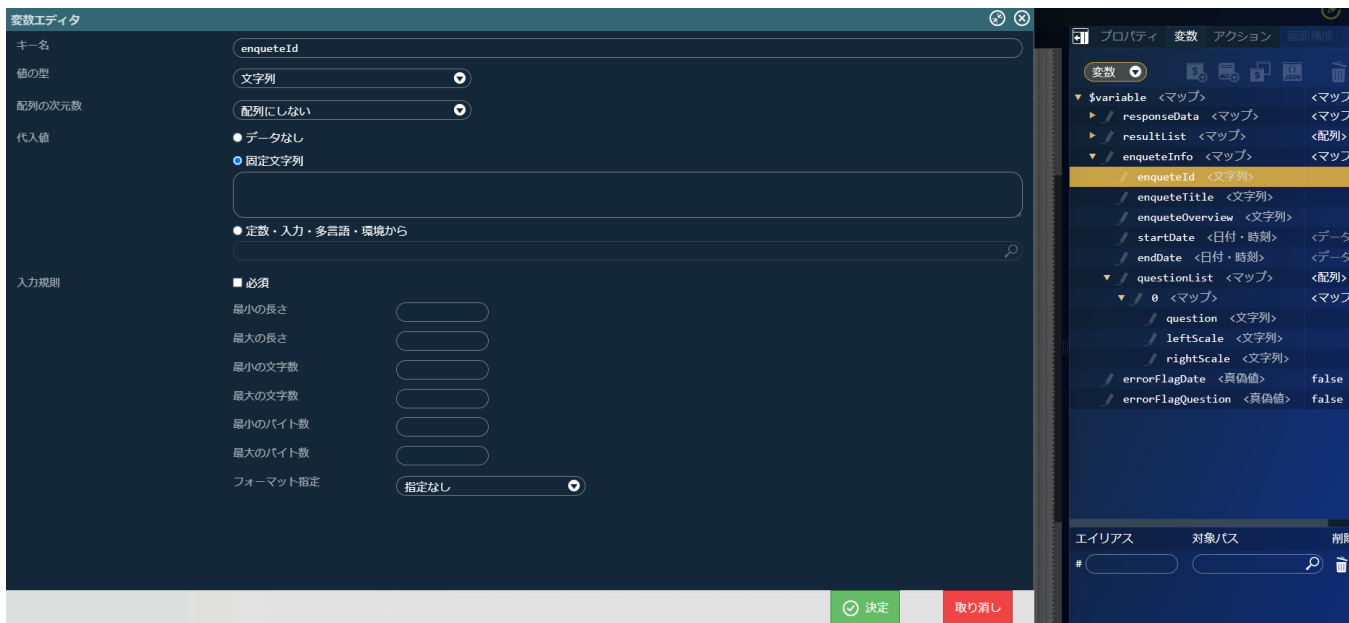 変数エディタ
キー名
enqueteId
値の型
文字列
配列の次元数
配列にしない
代入値
データなし
固定文字列
定数・入力・多言語・環境から
入力規則
必須
最小の長さ
最大の長さ
最小の文字数
最大の文字数
最小のバイト数
最大のバイト数
フォーマット指定
指定なし
決定
取り消し
プロパティ 変数 アクション 画面構成
変数
$variable <マップ> <マップ
responseData <マップ> <マップ
resultList <マップ> <配列>
enqueteInfo <マップ> <マップ
enqueteId <文字列>
enqueteTitle <文字列>
enqueteOverview <文字列>
startDate <日付・時刻> <データ
endDate <日付・時刻> <データ
questionList <マップ> <配列>
0 <マップ> <マップ
question <文字列>
leftScale <文字列>
rightScale <文字列>
errorFlagDate <真偽値> false
errorFlagQuestion <真偽値> false
エイリアス 対象パス 削除
#